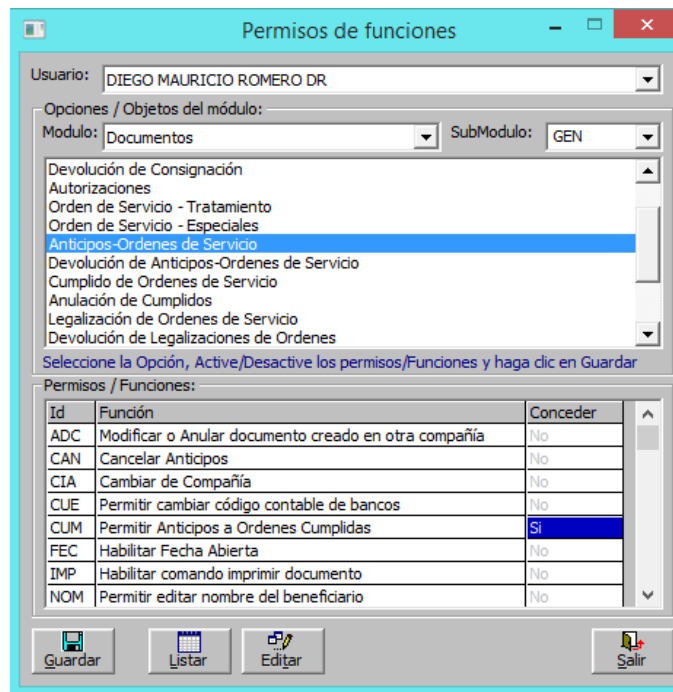 Permisos de funciones
Usuario: DIEGO MAURICIO ROMERO DR
Opciones / Objetos del módulo:
Modulo: Documentos SubModulo: GEN
Devolución de Consignación
Autorizaciones
Orden de Servicio - Tratamiento
Orden de Servicio - Especiales
Anticipos-Ordenes de Servicio
Devolución de Anticipos-Ordenes de Servicio
Cumplido de Ordenes de Servicio
Anulación de Cumplidos
Legalización de Ordenes de Servicio
Devolución de Legalizaciones de Ordenes
Seleccione la Opción, Active/Desactive los permisos/Funciones y haga clic en Guardar
Permisos / Funciones:
Id Función Conceder
ADC Modificar o Anular documento creado en otra compañía No
CAN Cancelar Anticipos No
CIA Cambiar de Compañía No
CUE Permitir cambiar código contable de bancos No
CUM Permitir Anticipos a Ordenes Cumplidas Si
FEC Habilitar Fecha Abierta No
IMP Habilitar comando imprimir documento No
NOM Permitir editar nombre del beneficiario No
Guardar Listar Editar Salir